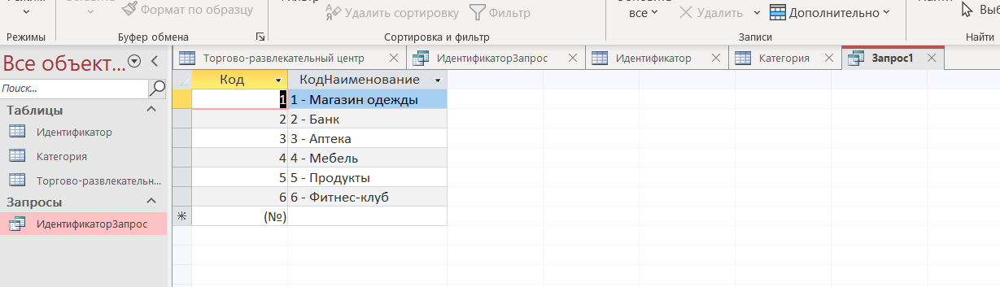 Формат по образцу
Удалить сортировку
Фильтр
все
Удалить
Дополнительно
Режимы
Буфер обмена
Сортировка и фильтр
Записи
Найти
Все объект...
Торгово-развлекательный центр
ИдентификаторЗапрос
Идентификатор
Категория
Запрос1
Поиск...
Код
КодНаименование
Таблицы
1 1 - Магазин одежды
Идентификатор
2 2 - Банк
3 3 - Аптека
Категория
4 4 - Мебель
Торгово-развлекательн...
5 5 - Продукты
Запросы
6 6 - Фитнес-клуб
ИдентификаторЗапрос
(№)